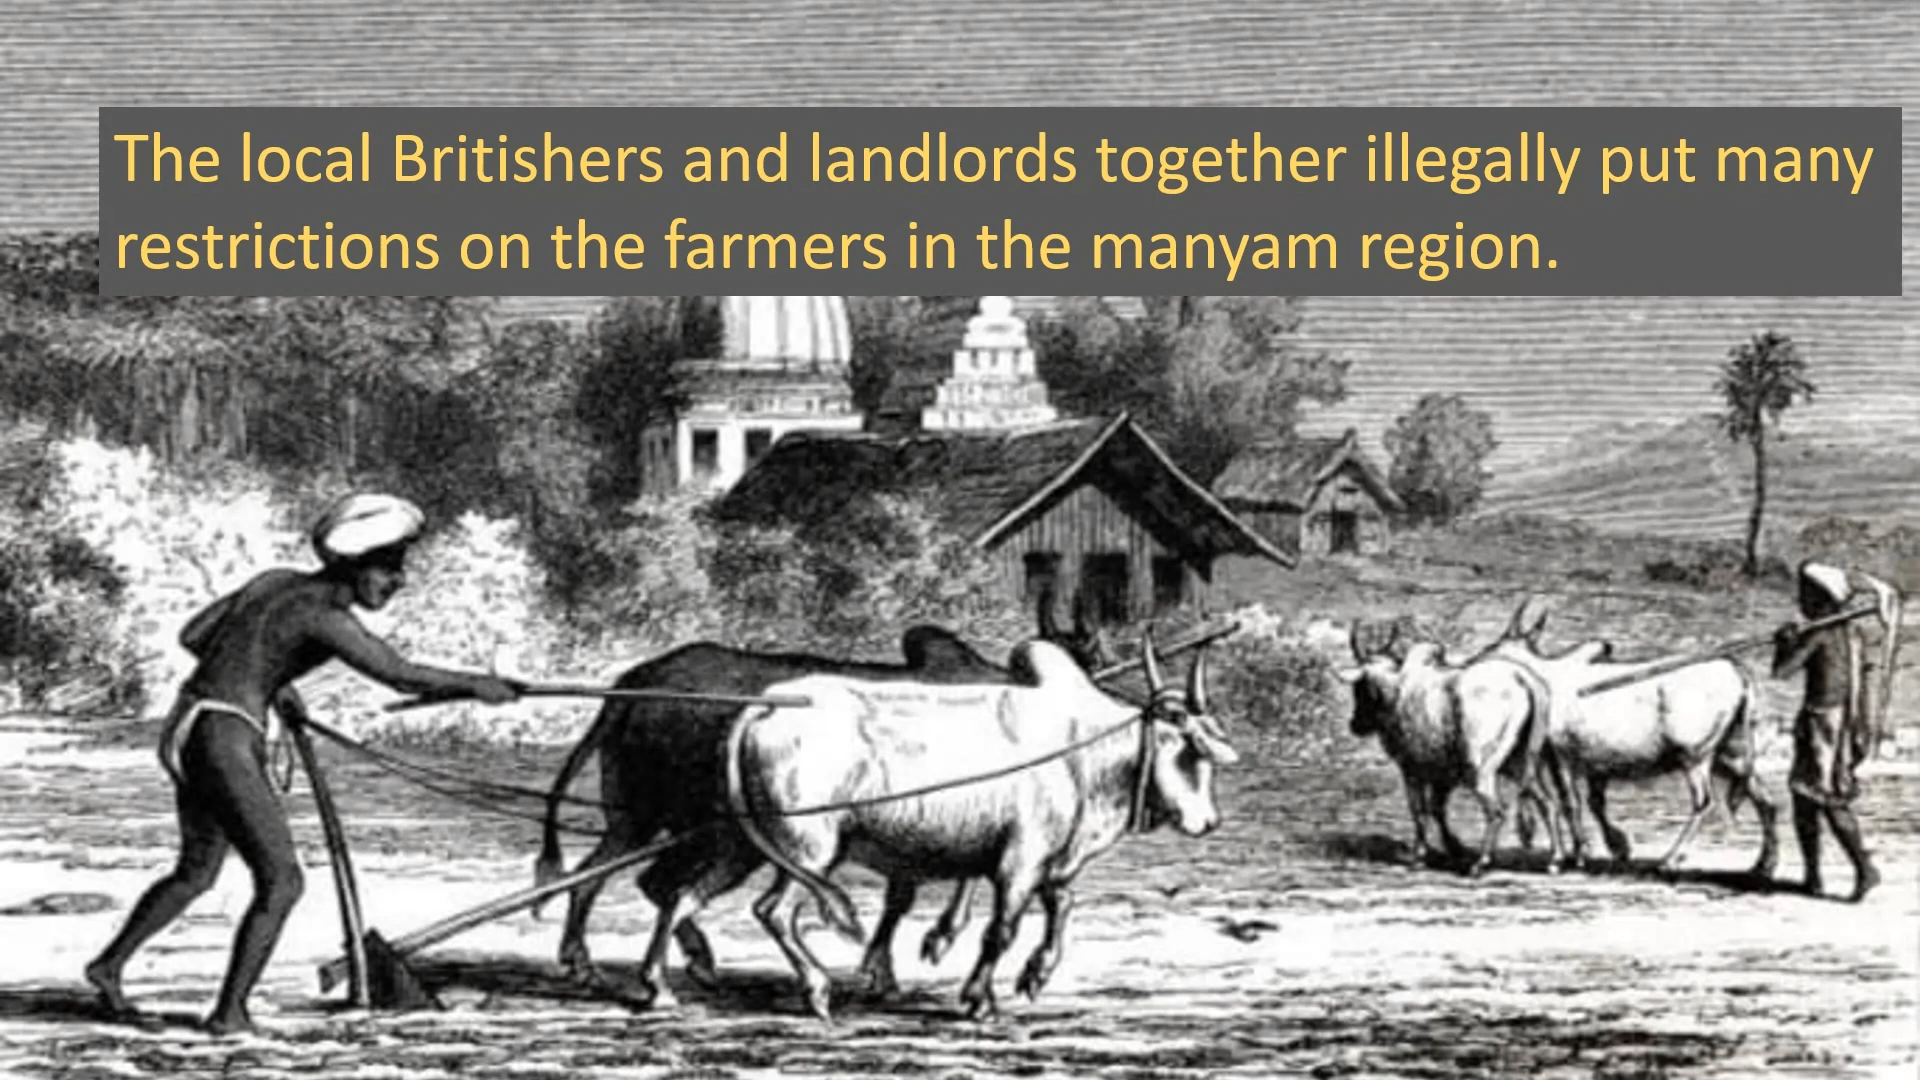 The local Britishers and landlords together illegally put many
restrictions on the farmers in the manyam region.